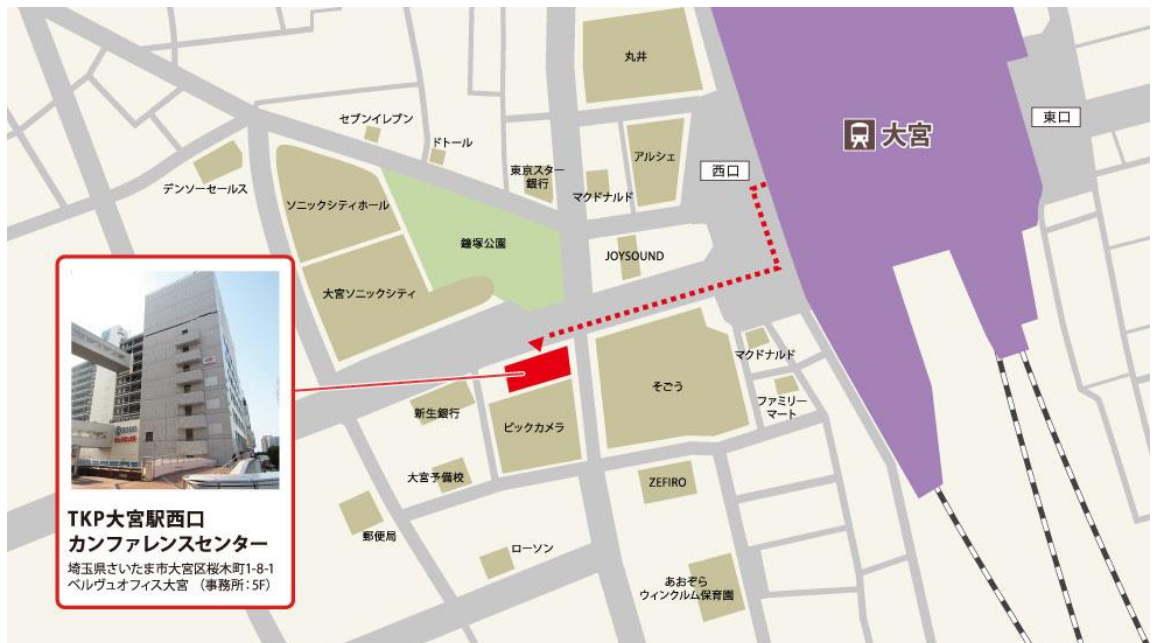 丸井
大宮
東口
セブンイレブン
ドトール
アルシェ
西口
東京スター
銀行
マクドナルド
デンソーセールス
ソニックシティホール
鐘塚公園
JOYSOUND
大宮ソニックシティ
マクドナルド
そごう
ファミリー
マート
新生銀行
ビックカメラ
大宮予備校
ZEFIRO
郵便局
ローソン
あおぞら
ウィンクルム保育園
TKP大宮駅西口
カンファレンスセンター
埼玉県さいたま市大宮区桜木町1-8-1
ベルヴュオフィス大宮 （事務所：5F）